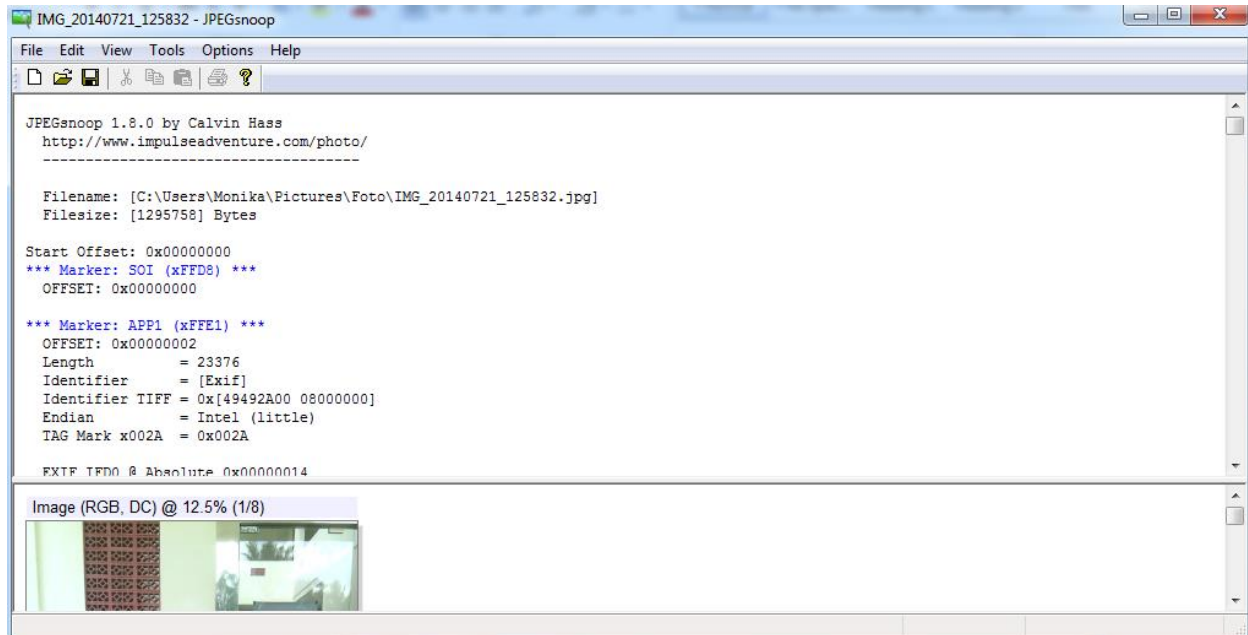 IMG_20140721_125832 - JPEGsnoop
File Edit View Tools Options Help
JPEGsnoop 1.8.0 by Calvin Hass
http://www.impulseadventure.com/photo/
-------------------------------------
Filename: [C:\Users\Monika\Pictures\Foto\IMG_20140721_125832.jpg]
Filesize: [1295758] Bytes
Start Offset: 0x00000000
*** Marker: SOI (xFFD8) ***
OFFSET: 0x00000000
*** Marker: APP1 (xFFE1) ***
OFFSET: 0x00000002
Length = 23376
Identifier = [Exif]
Identifier TIFF = 0x[49492A00 08000000]
Endian = Intel (little)
TAG Mark x002A = 0x002A
EXIF IFD0 @ Absolute 0x00000014
Image (RGB, DC) @ 12.5% (1/8)